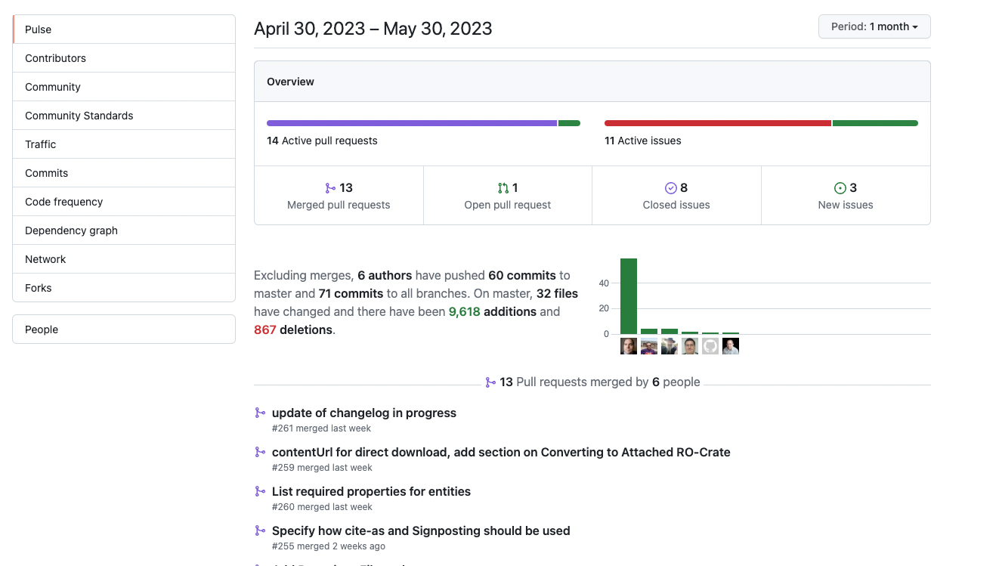 Pulse
Contributors
Community
Community Standards
Traffic
Commits
Code frequency
Dependency graph
Network
Forks
People
April 30, 2023 – May 30, 2023
Period: 1 month
Overview
14 Active pull requests
11 Active issues
13
Merged pull requests
1
Open pull request
8
Closed issues
3
New issues
Excluding merges, 6 authors have pushed 60 commits to
master and 71 commits to all branches. On master, 32 files
have changed and there have been 9,618 additions and
867 deletions.
40
20
0
13 Pull requests merged by 6 people
update of changelog in progress
#261 merged last week
contentUrl for direct download, add section on Converting to Attached RO-Crate
#259 merged last week
List required properties for entities
#260 merged last week
Specify how cite-as and Signposting should be used
#255 merged 2 weeks ago